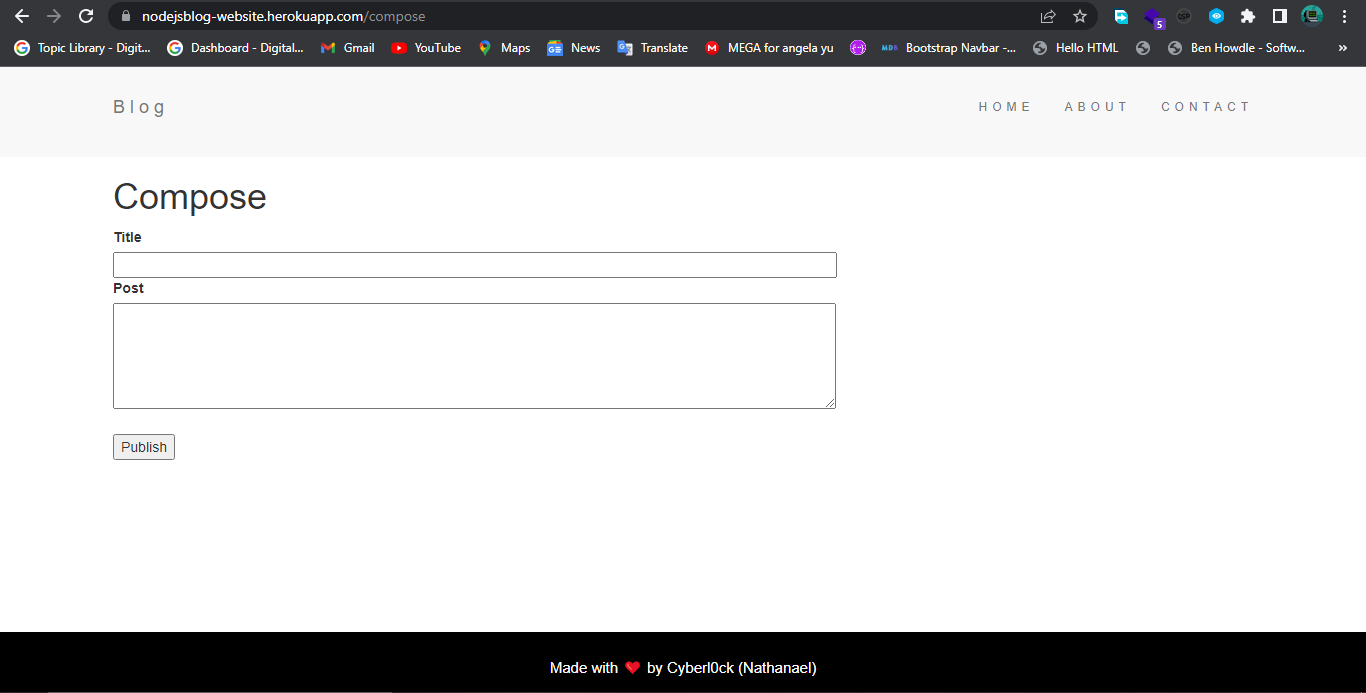 nodejsblog-website.herokuapp.com/compose
5
Topic Library - Digit... Dashboard - Digital... Gmail YouTube Maps News Translate MEGA for angela yu Bootstrap Navbar -... Hello HTML Ben Howdle - Softw... »
Blog HOME ABOUT CONTACT
Compose
Title
Post
Publish
Made with ❤ by Cyberl0ck (Nathanael)